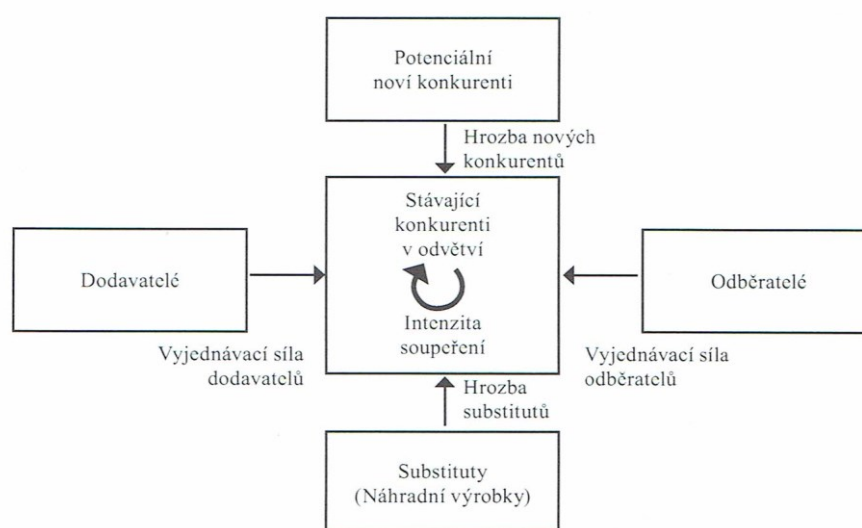 Potenciální
noví konkurenti
Hrozba nových
konkurentů
Stávající
konkurenti
v odvětví
Dodavatelé
Odběratelé
Intenzita
soupeření
Vyjednávací síla
dodavatelů
Vyjednávací síla
odběratelů
Hrozba
substitutů
Substituty
(Náhradní výrobky)